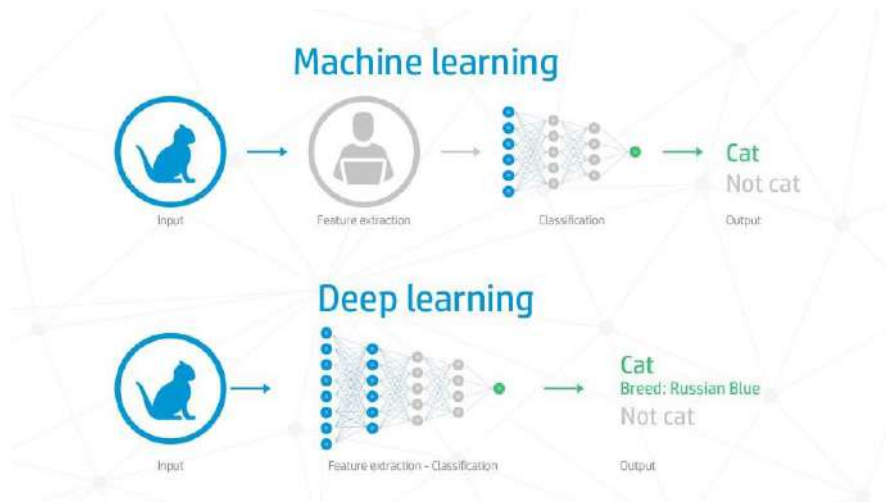 Machine learning
Cat
Not cat
Input
Feature extraction
Classification
Output
Deep learning
Cat
Breed: Russian Blue
Not cat
Input
Feature extraction - Classification
Output